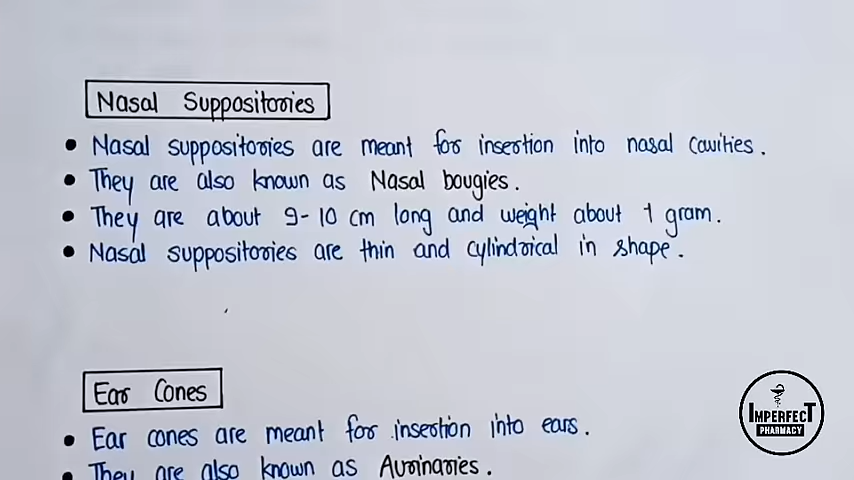 Nasal Suppositories
• Nasal suppositories are meant for insertion into nasal cavities.
• They are also known as Nasal bougies.
• They are about 9-10 cm long and weight about 1 gram.
• Nasal suppositories are thin and cylindrical in shape.
Ear Cones
• Ear cones are meant for insertion into ears.
• They are also known as Aurinaries.
IMPERFECT
PHARMACY